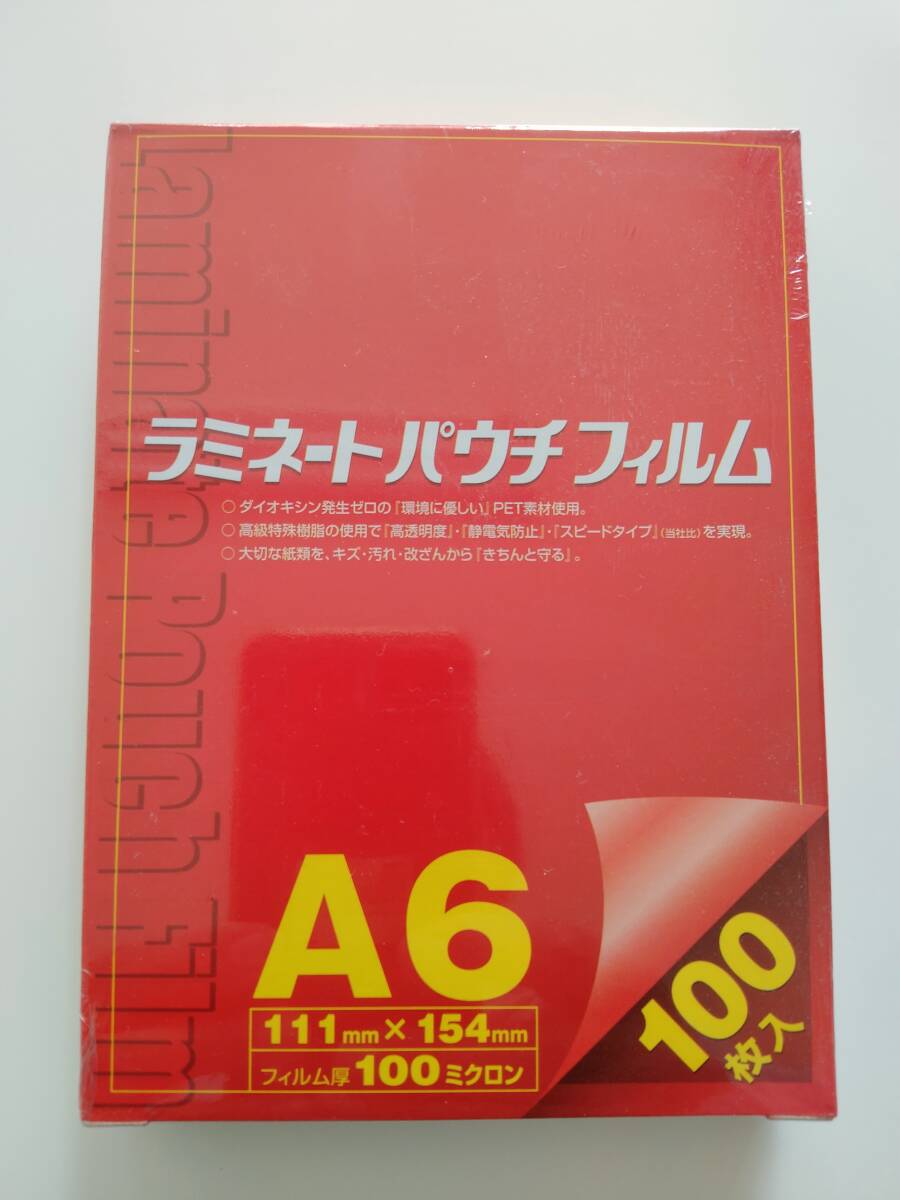 Laminate POUCH Film
ラミネート パウチ フィルム
○ ダイオキシン発生ゼロの『環境に優しい』PET素材使用。
○ 高級特殊樹脂の使用で『高透明度』・『静電気防止』・『スピードタイプ』(当社比)を実現。
○ 大切な紙類を、キズ・汚れ・改ざんから『きちんと守る』。
A6
111mm×154mm
フィルム厚100ミクロン
100
枚入